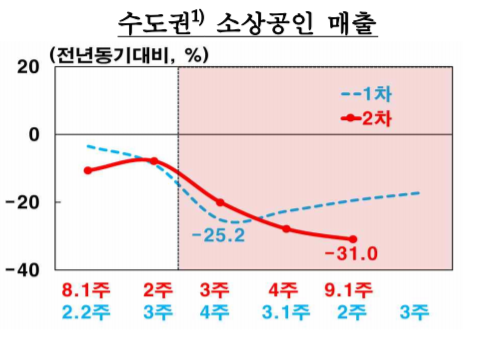 수도권1) 소상공인 매출
(전년동기대비, %)
20
1차
2차
0
-20
-25.2
-31.0
-40
8.1주 2주 3주 4주 9.1주
2.2주 3주 4주 3.1주 2주 3주